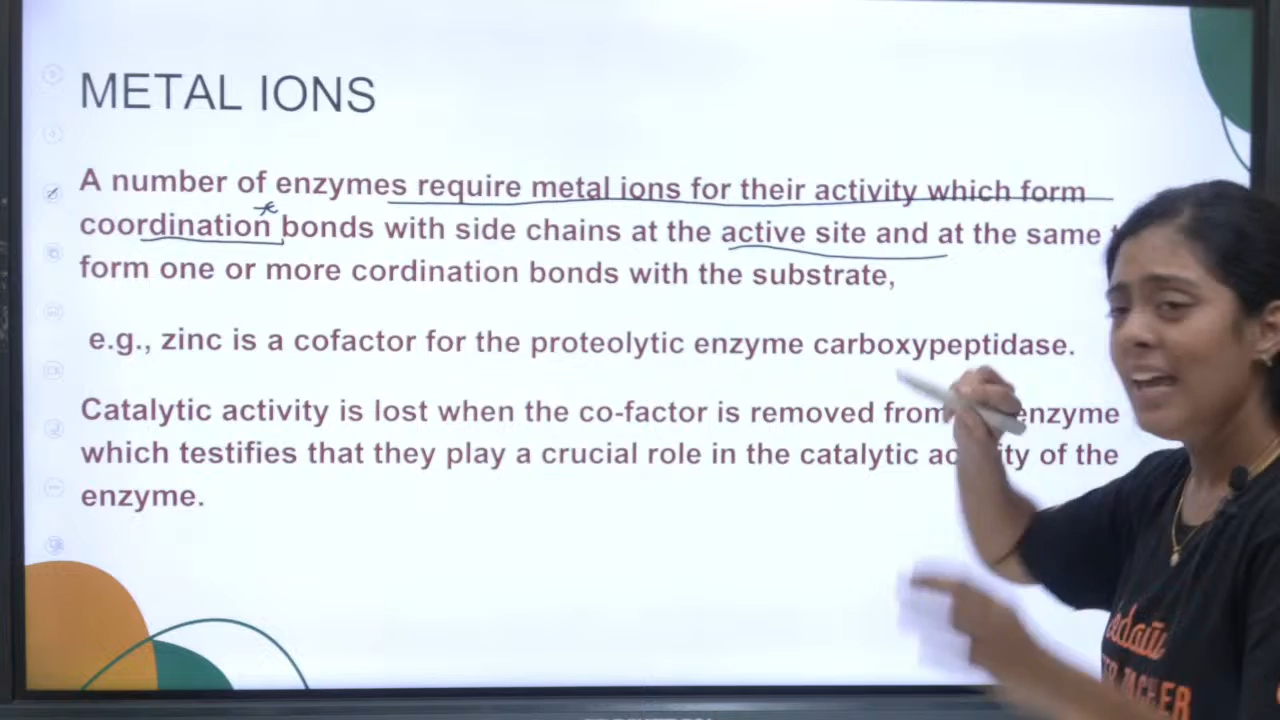 METAL IONS
A number of enzymes require metal ions for their activity which form
coordination bonds with side chains at the active site and at the same
form one or more cordination bonds with the substrate,
e.g., zinc is a cofactor for the proteolytic enzyme carboxypeptidase.
Catalytic activity is lost when the co-factor is removed from enzyme
which testifies that they play a crucial role in the catalytic of the
enzyme.